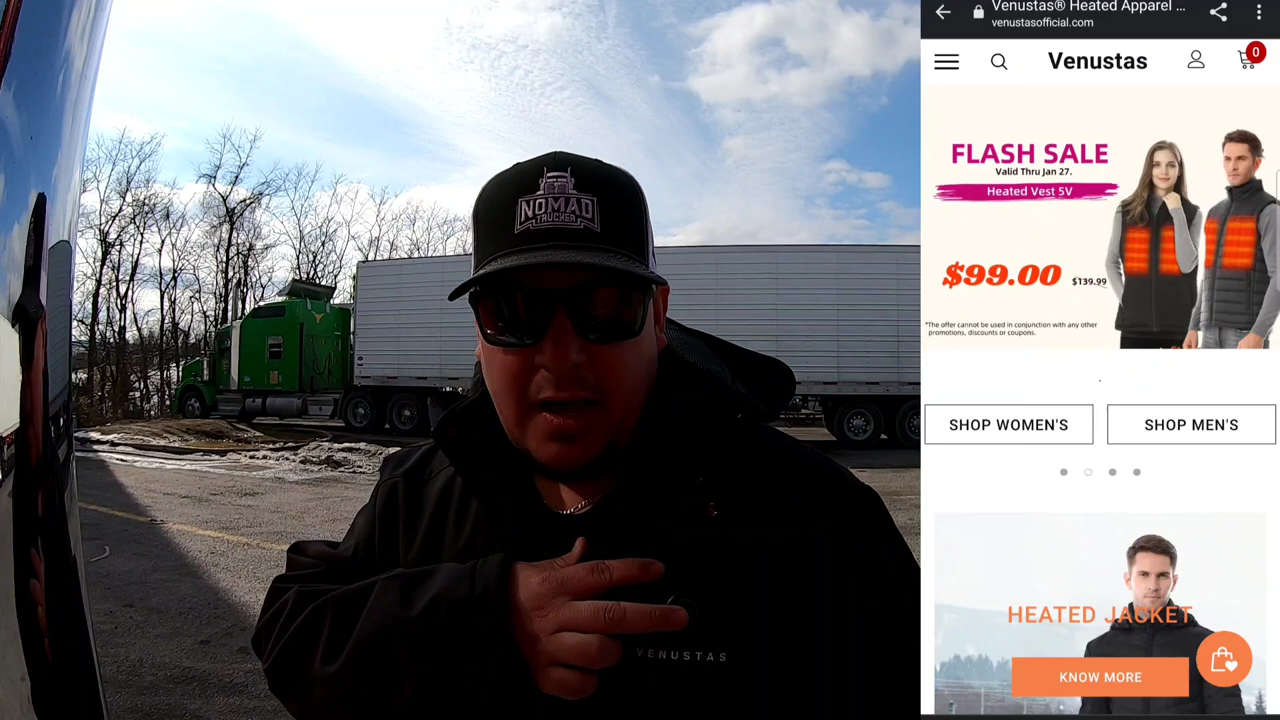 NOMAD
TRUCKER
VENUSTAS
Venustas® Heated Apparel ...
venustasofficial.com
Venustas
0
FLASH SALE
Valid Thru Jan 27.
Heated Vest 5V
$99.00 $139.99
*The offer cannot be used in conjunction with any other
promotions, discounts or coupons.
SHOP WOMEN'S
SHOP MEN'S
HEATED JACKET
KNOW MORE